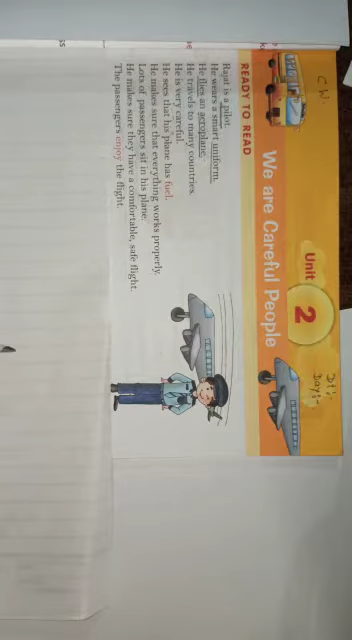 C.W
Dt:-
Day:-
Unit
2
We are Careful People
READY TO READ
Rajat is a pilot.
He wears a smart uniform.
He flies an aeroplane.
He travels to many countries.
He is very careful.
He sees that his plane has fuel.
He makes sure that everything works properly.
Lots of passengers sit in his plane.
He makes sure they have a comfortable, safe flight.
The passengers enjoy the flight.